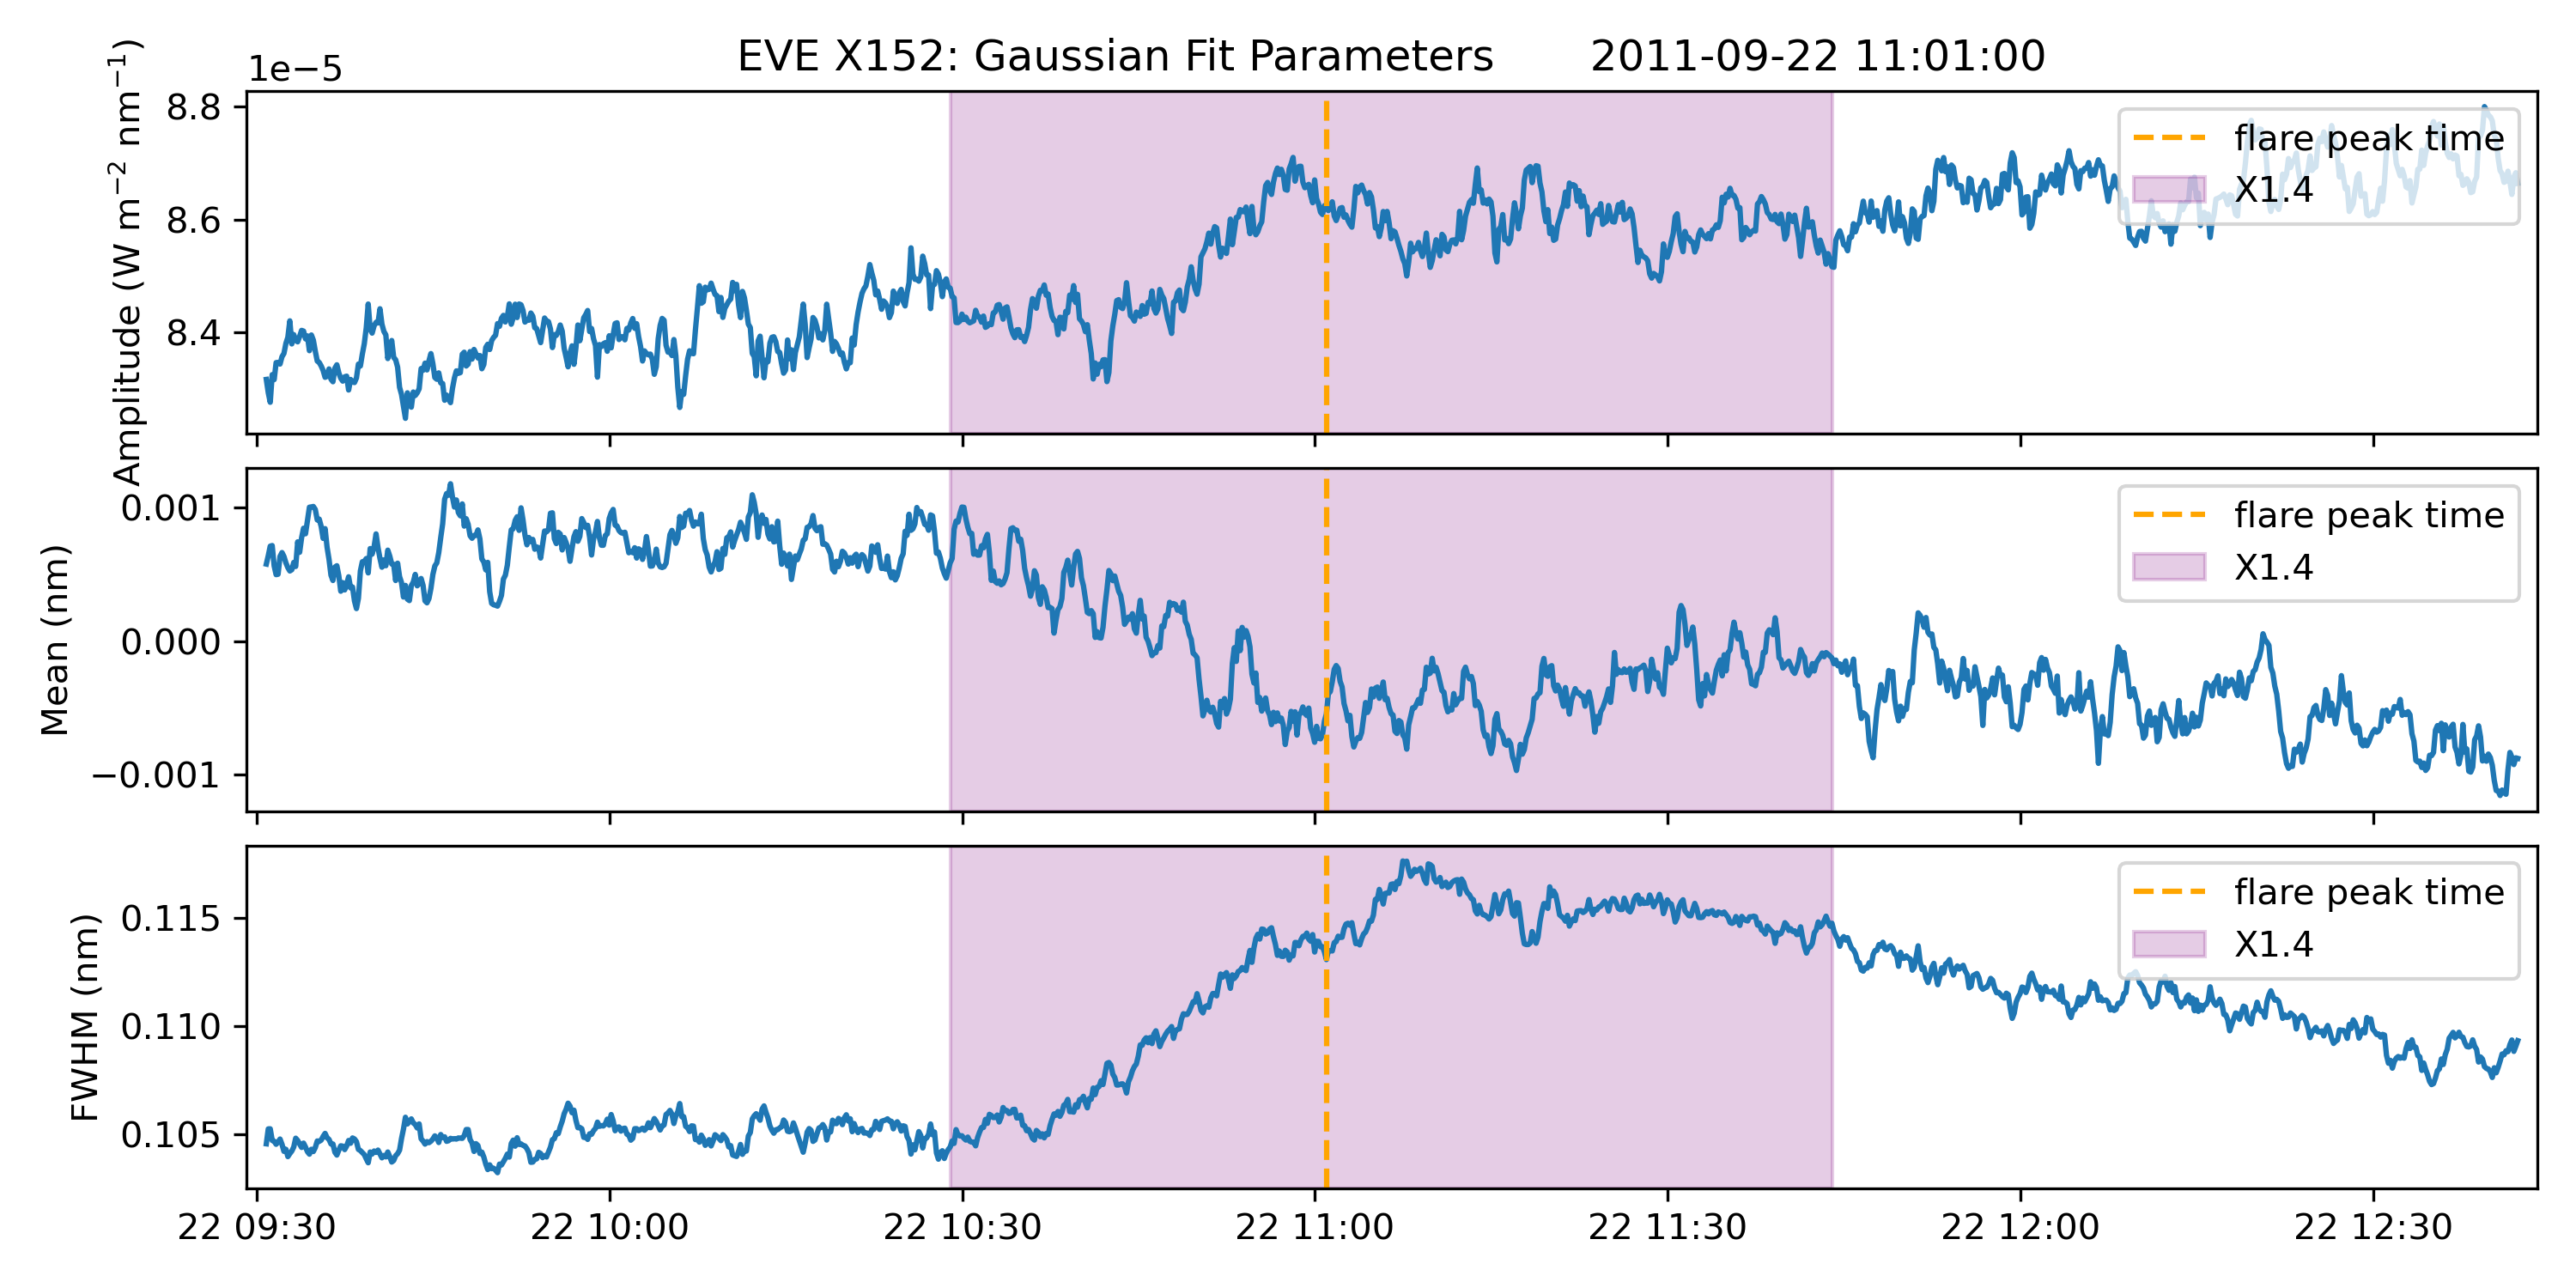 EVE X152: Gaussian Fit Parameters 2011-09-22 11:01:00
1e−5
Amplitude (W m⁻² nm⁻¹)
8.8
8.6
8.4
flare peak time
X1.4
Mean (nm)
0.001
0.000
−0.001
flare peak time
X1.4
FWHM (nm)
0.115
0.110
0.105
flare peak time
X1.4
22 09:30 22 10:00 22 10:30 22 11:00 22 11:30 22 12:00 22 12:30